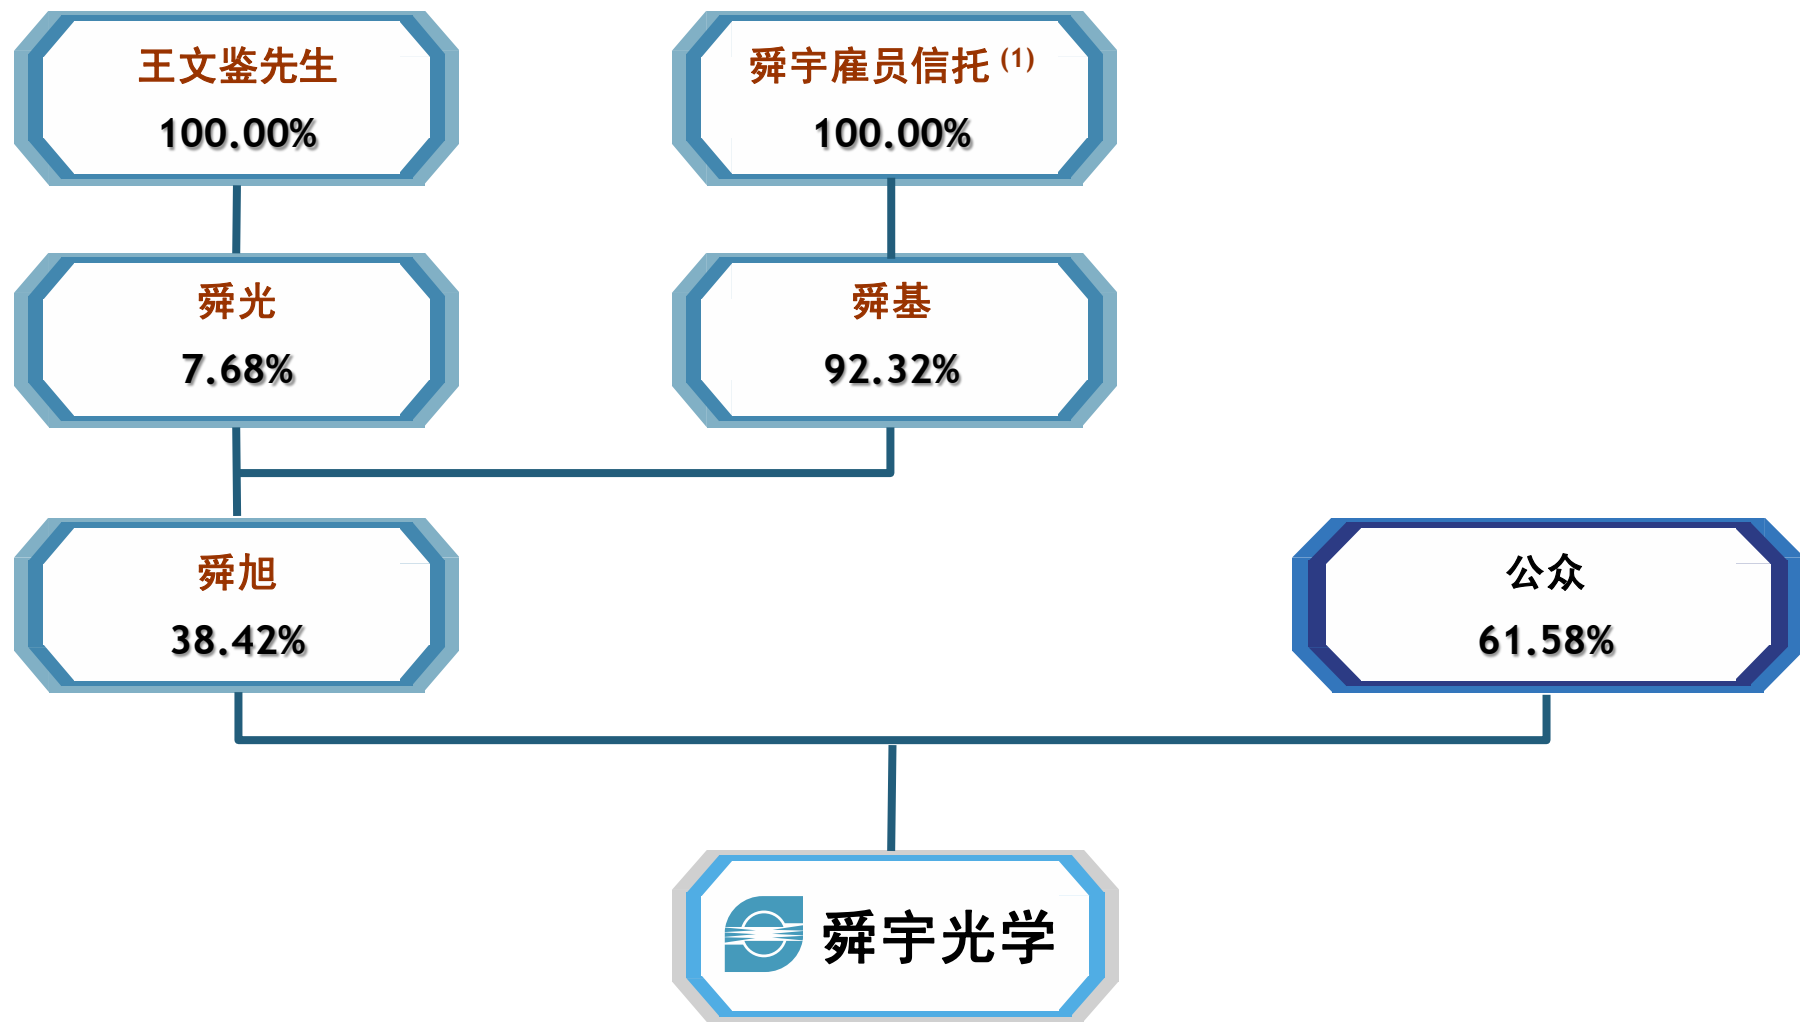 王文鉴先生
100.00%
舜宇雇员信托 (1)
100.00%
舜光
7.68%
舜基
92.32%
舜旭
38.42%
公众
61.58%
舜宇光学